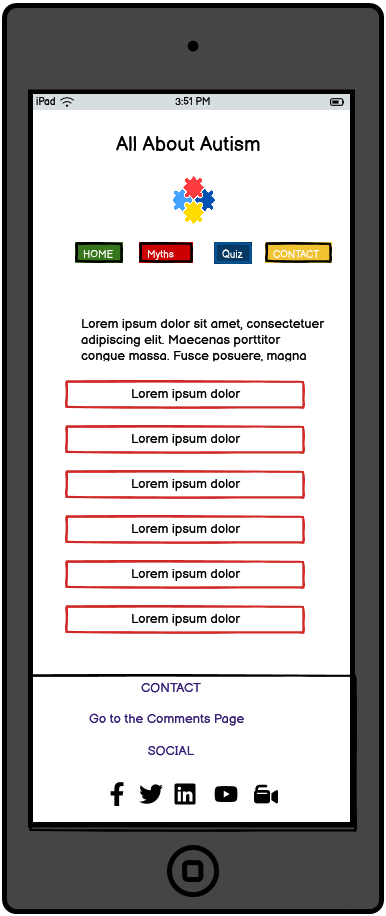 iPad 3:51 PM
All About Autism
HOME Myths Quiz CONTACT
Lorem ipsum dolor sit amet, consectetuer
adipiscing elit. Maecenas porttitor
congue massa. Fusce posuere, magna
Lorem ipsum dolor
Lorem ipsum dolor
Lorem ipsum dolor
Lorem ipsum dolor
Lorem ipsum dolor
Lorem ipsum dolor
CONTACT
Go to the Comments Page
SOCIAL